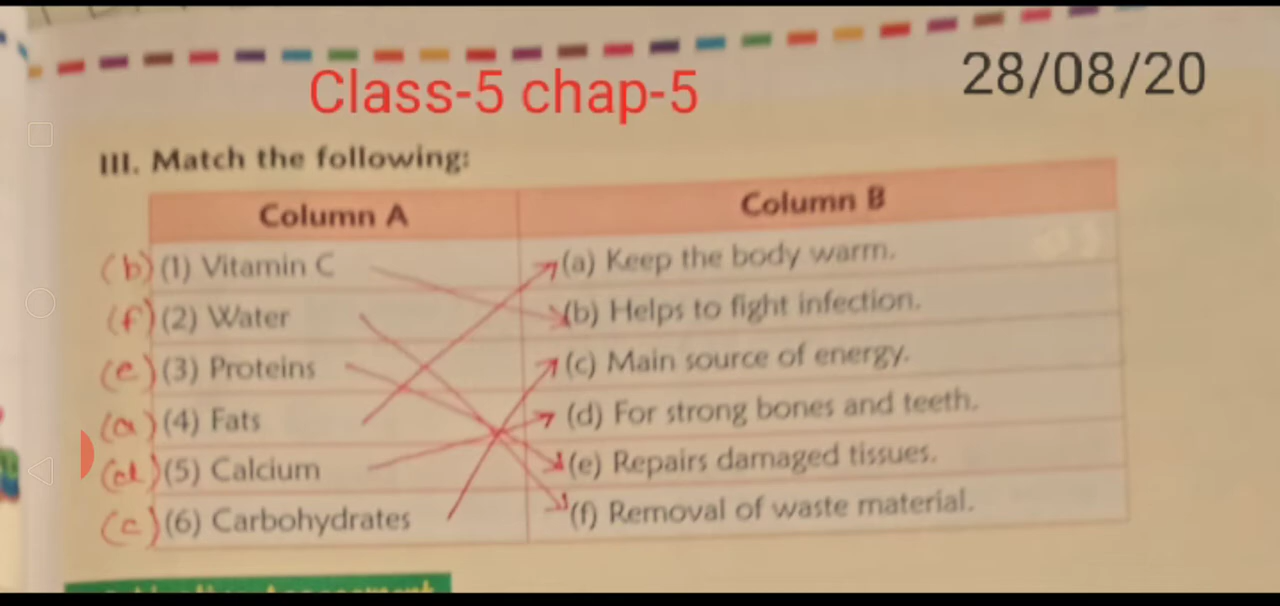 Class-5 chap-5
28/08/20
III. Match the following:
Column A
Column B
(b) (1) Vitamin C
(a) Keep the body warm.
(f) (2) Water
(b) Helps to fight infection.
(e) (3) Proteins
(c) Main source of energy.
(a) (4) Fats
(d) For strong bones and teeth.
(d) (5) Calcium
(e) Repairs damaged tissues.
(c) (6) Carbohydrates
(f) Removal of waste material.